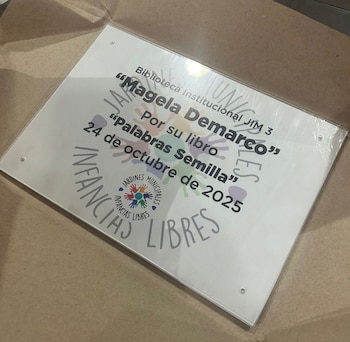 Biblioteca Institucional JIM 3
“Magela Demarco”
Por su libro
“Palabras Semilla”
24 de octubre de 2025
JARDINES MUNICIPALES
INFANCIAS LIBRES
JARDINES MUNICIPALES
INFANCIAS LIBRES